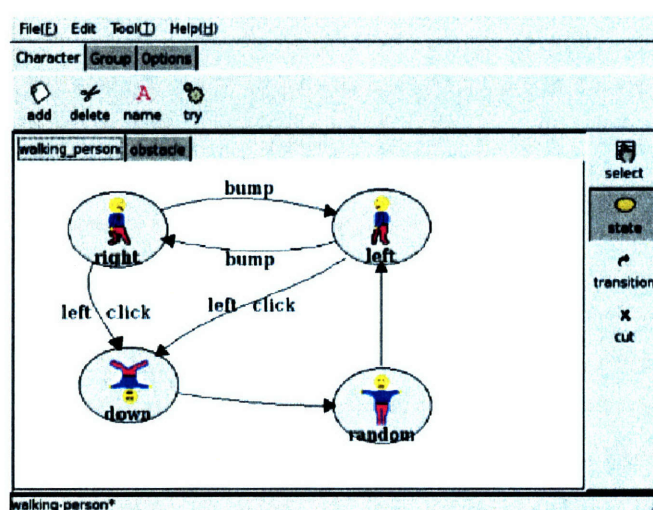 File(F) Edit Tool(T) Help(H)
Character Group Options
add delete name try
walking_person obstacle
select
bump
state
right left
bump
transition
left click left click
cut
down random
walking-person*